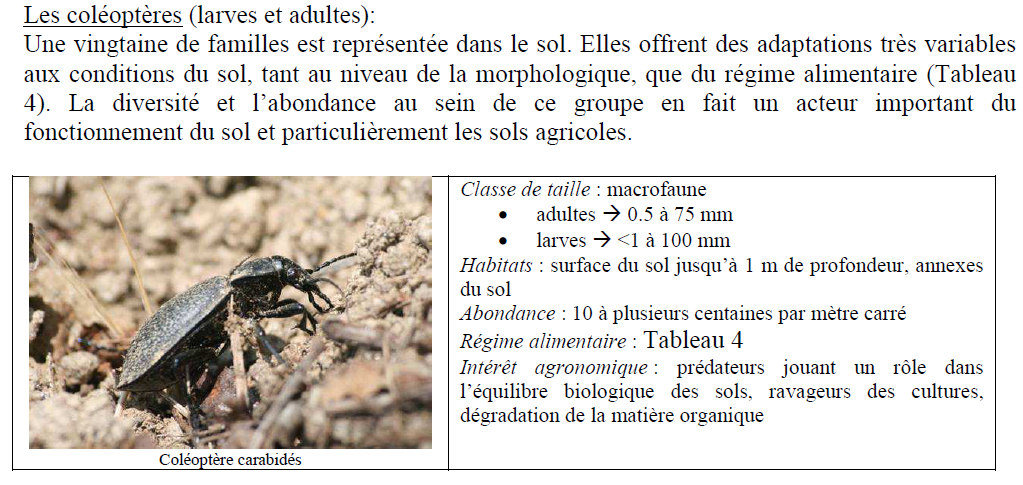 Les coléoptères (larves et adultes):
Une vingtaine de familles est représentée dans le sol. Elles offrent des adaptations très variables
aux conditions du sol, tant au niveau de la morphologique, que du régime alimentaire (Tableau
4). La diversité et l’abondance au sein de ce groupe en fait un acteur important du
fonctionnement du sol et particulièrement les sols agricoles.
Coléoptère carabidés
Classe de taille : macrofaune
• adultes → 0.5 à 75 mm
• larves → <1 à 100 mm
Habitats : surface du sol jusqu’à 1 m de profondeur, annexes
du sol
Abondance : 10 à plusieurs centaines par mètre carré
Régime alimentaire : Tableau 4
Intérêt agronomique : prédateurs jouant un rôle dans
l’équilibre biologique des sols, ravageurs des cultures,
dégradation de la matière organique